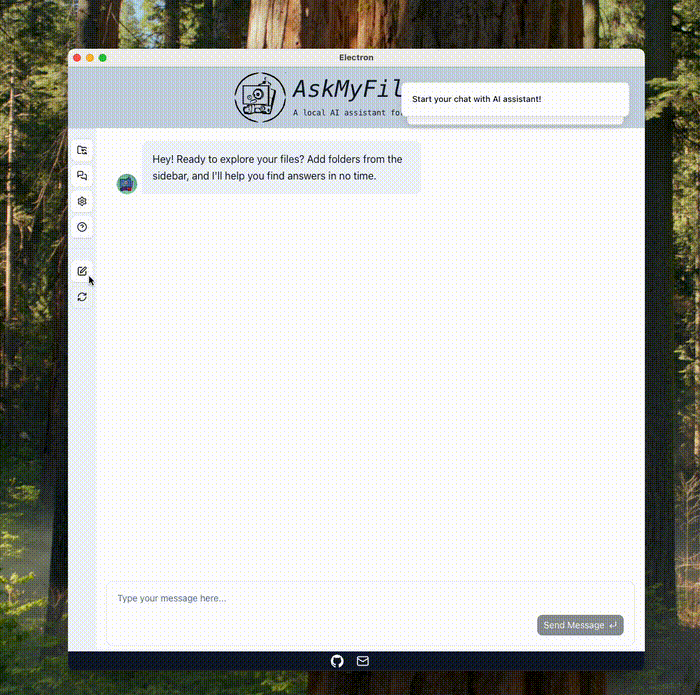 Electron
AskMyFil
A local AI assistant fo
Start your chat with AI assistant!
Hey! Ready to explore your files? Add folders from the
sidebar, and I'll help you find answers in no time.
Type your message here...
Send Message